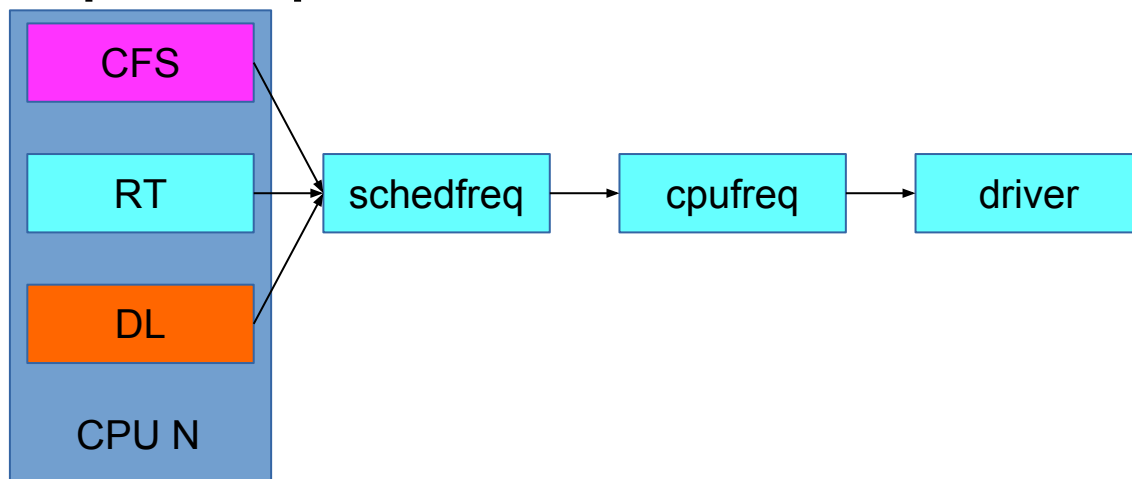 CFS
RT
schedfreq
cpufreq
driver
DL
CPU N